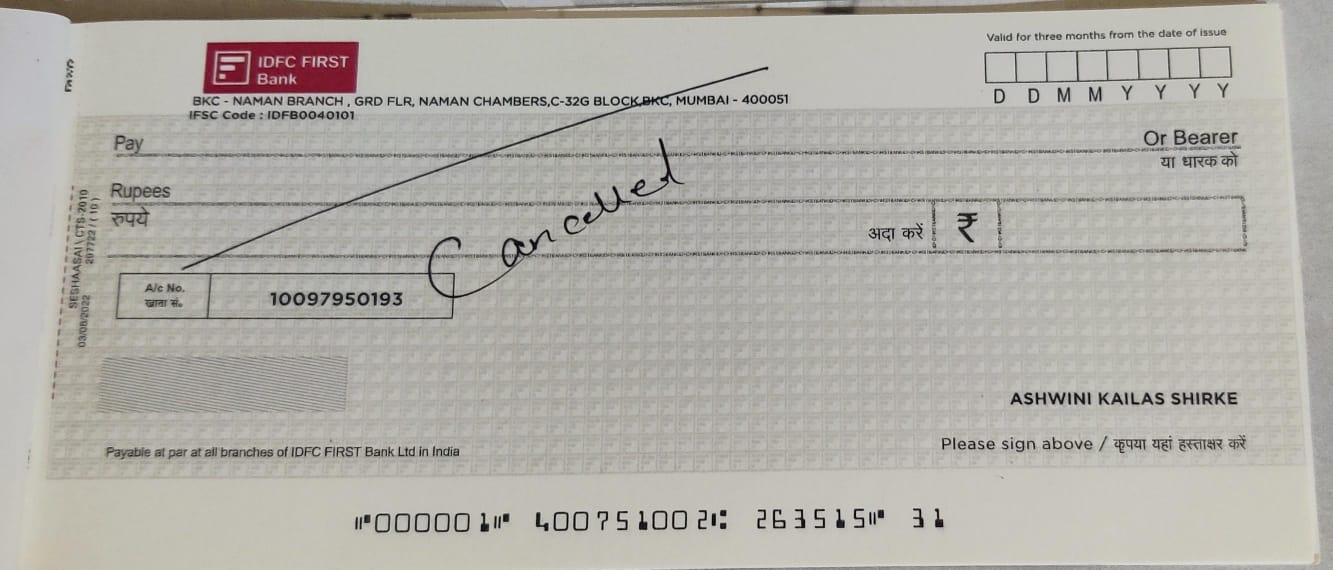 IDFC FIRST
Bank
Valid for three months from the date of issue
D D M M Y Y Y Y
BKC - NAMAN BRANCH , GRD FLR, NAMAN CHAMBERS,C-32G BLOCK,BKC, MUMBAI - 400051
IFSC Code : IDFB0040101
Pay
Or Bearer
या धारक को
Rupees
रुपये
अदा करें ₹
Cancelled
A/c No.
खाता सं.
10097950193
SESHAASAI \ CTS-2010
207722 / ( 10 )
03/08/2022
ASHWINI KAILAS SHIRKE
Payable at par at all branches of IDFC FIRST Bank Ltd in India
Please sign above / कृपया यहां हस्ताक्षर करें
⑈000001⑈ 400751002⑆ 263515⑈ 31